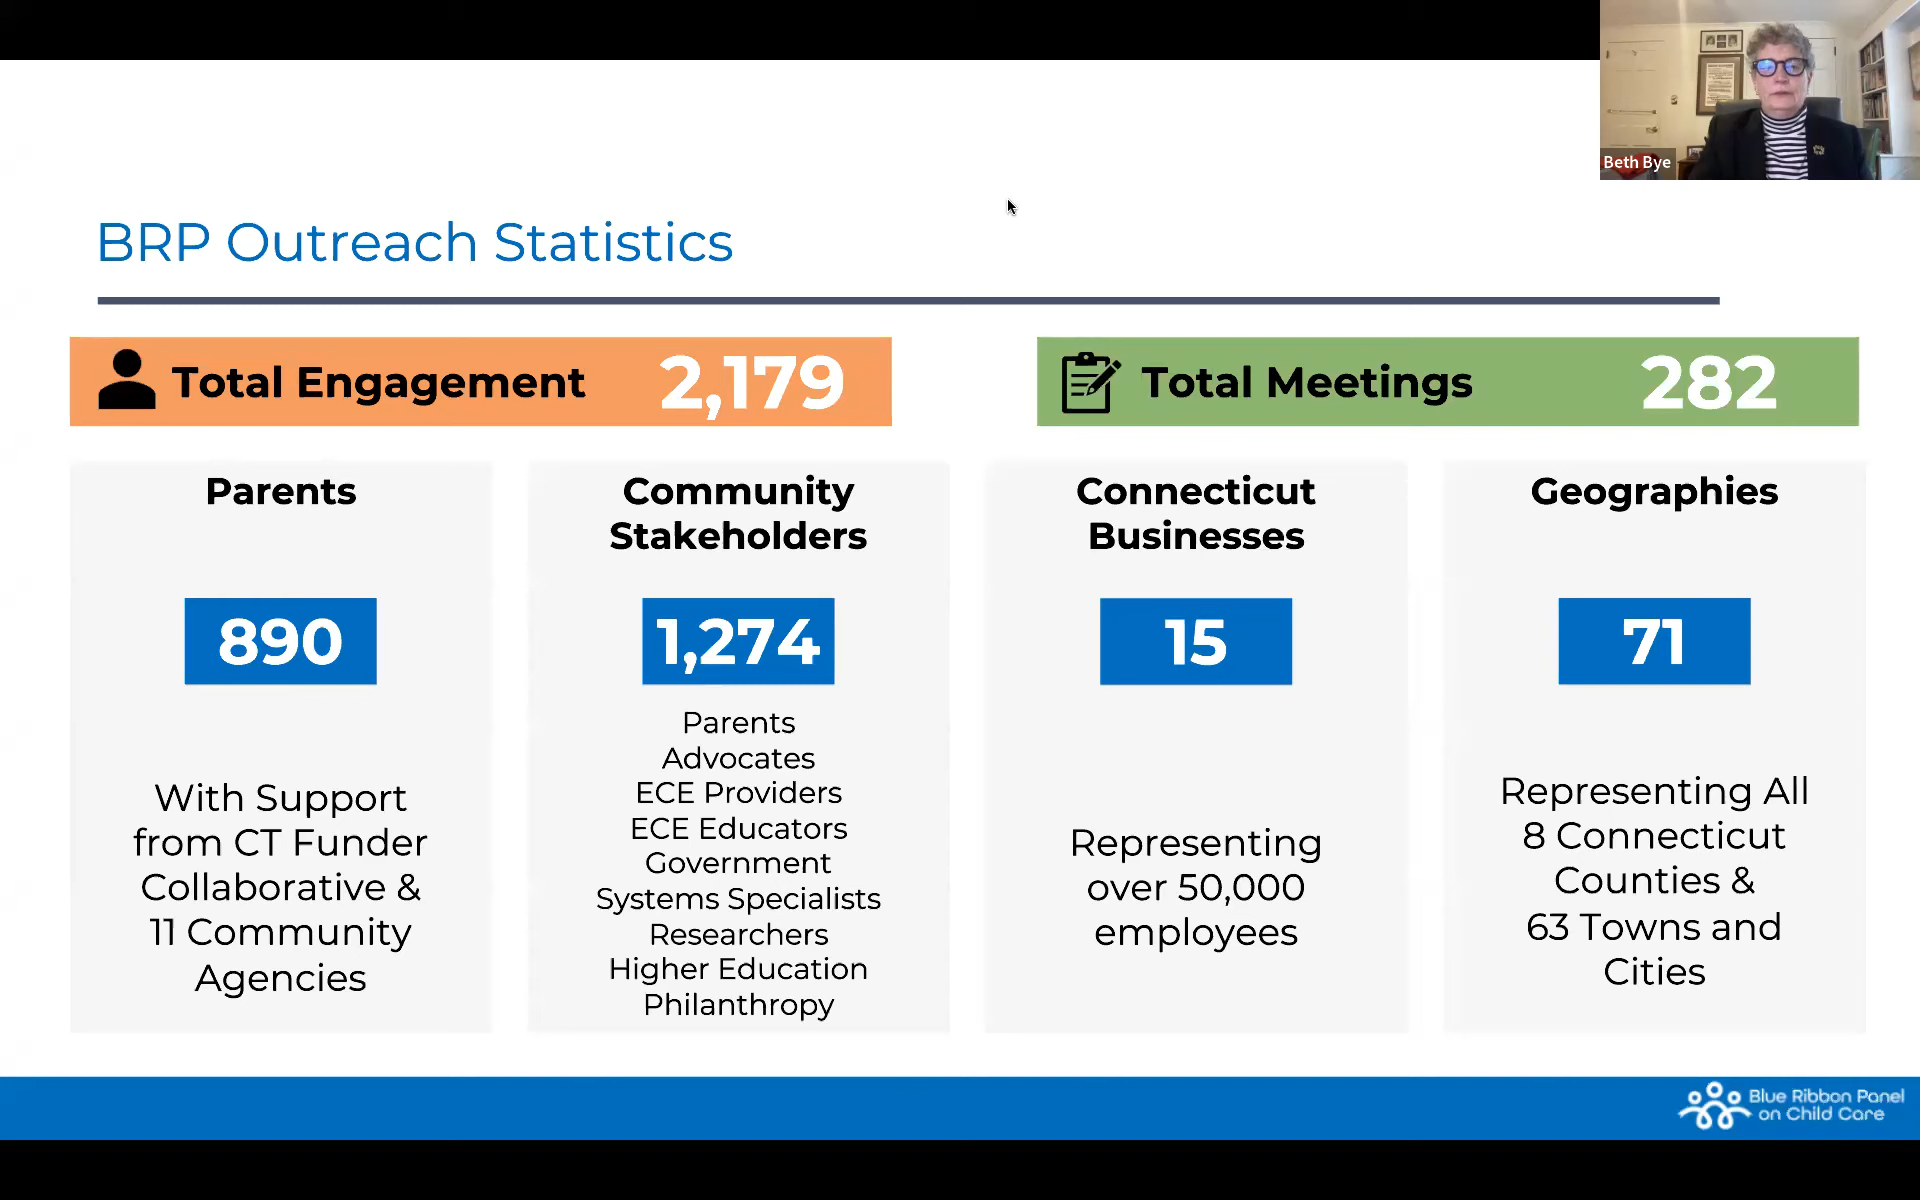 Beth Bye
BRP Outreach Statistics
Total Engagement 2,179
Total Meetings 282
Parents
890
With Support
from CT Funder
Collaborative &
11 Community
Agencies
Community
Stakeholders
1,274
Parents
Advocates
ECE Providers
ECE Educators
Government
Systems Specialists
Researchers
Higher Education
Philanthropy
Connecticut
Businesses
15
Representing
over 50,000
employees
Geographies
71
Representing All
8 Connecticut
Counties &
63 Towns and
Cities
Blue Ribbon Panel
on Child Care